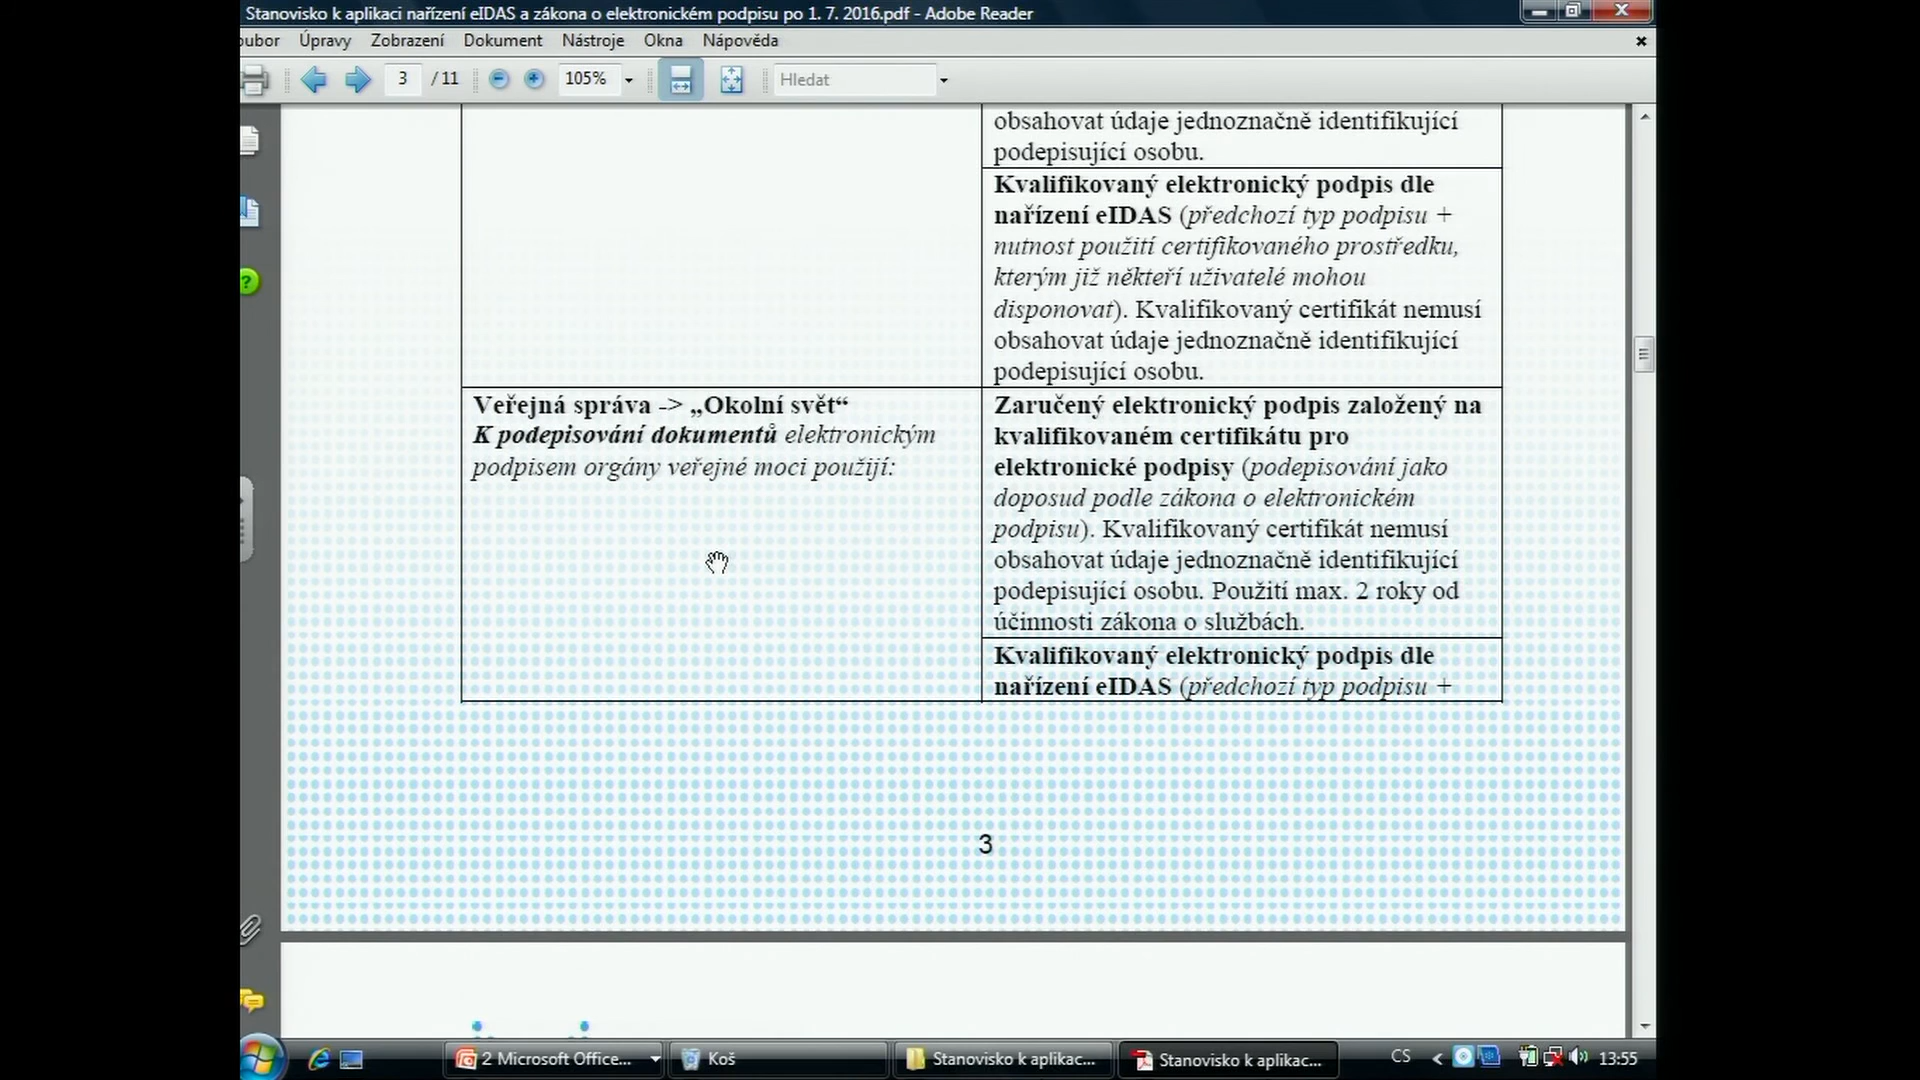 Stanovisko k aplikaci nařízení eIDAS a zákona o elektronickém podpisu po 1. 7. 2016.pdf - Adobe Reader
oubor Úpravy Zobrazení Dokument Nástroje Okna Nápověda
3 / 11 105% Hledat
obsahovat údaje jednoznačně identifikující
podepisující osobu.
Kvalifikovaný elektronický podpis dle
nařízení eIDAS (předchozí typ podpisu +
nutnost použití certifikovaného prostředku,
kterým již někteří uživatelé mohou
disponovat). Kvalifikovaný certifikát nemusí
obsahovat údaje jednoznačně identifikující
podepisující osobu.
Veřejná správa -> „Okolní svět“
K podepisování dokumentů elektronickým
podpisem orgány veřejné moci použijí:
Zaručený elektronický podpis založený na
kvalifikovaném certifikátu pro
elektronické podpisy (podepisování jako
doposud podle zákona o elektronickém
podpisu). Kvalifikovaný certifikát nemusí
obsahovat údaje jednoznačně identifikující
podepisující osobu. Použití max. 2 roky od
účinnosti zákona o službách.
Kvalifikovaný elektronický podpis dle
nařízení eIDAS (předchozí typ podpisu +
3
2 Microsoft Office... Koš Stanovisko k aplikac... Stanovisko k aplikac... CS 13:55